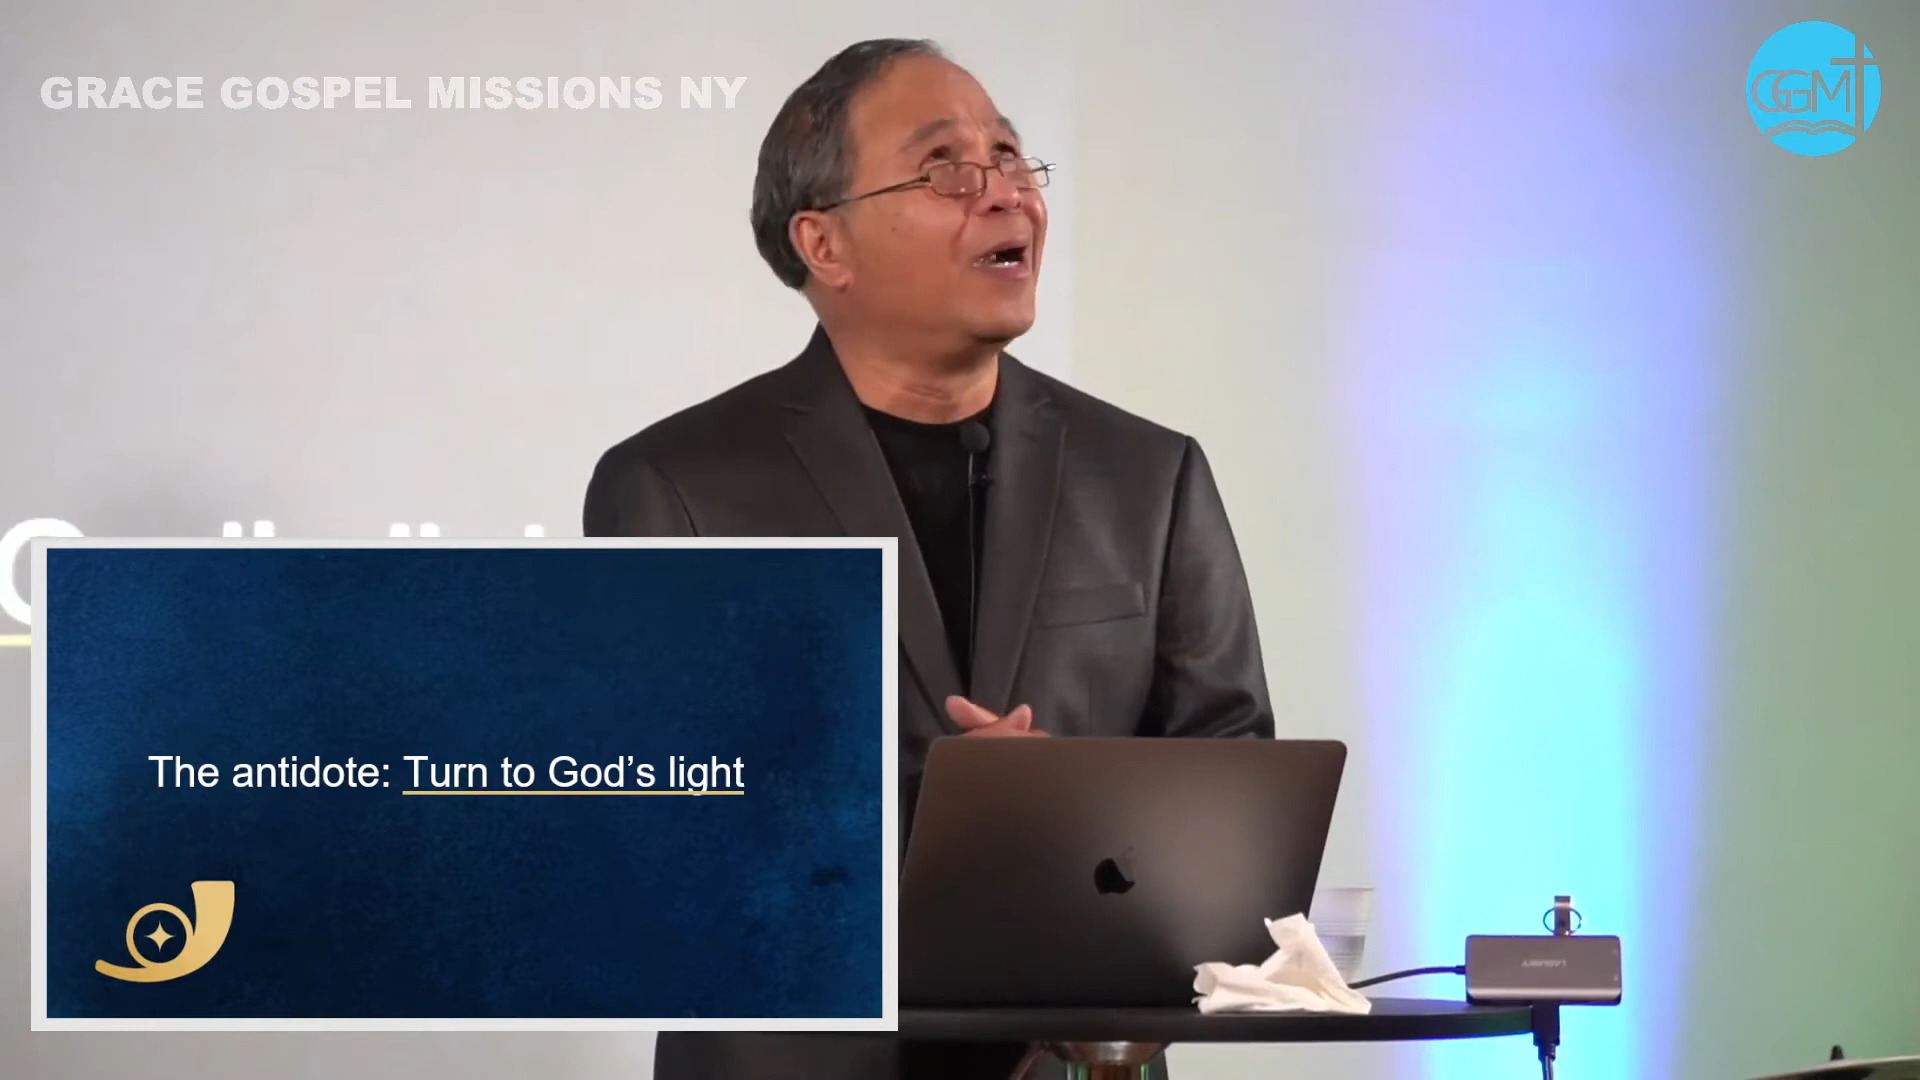 GRACE GOSPEL MISSIONS NY
GGM
The antidote: Turn to God’s light